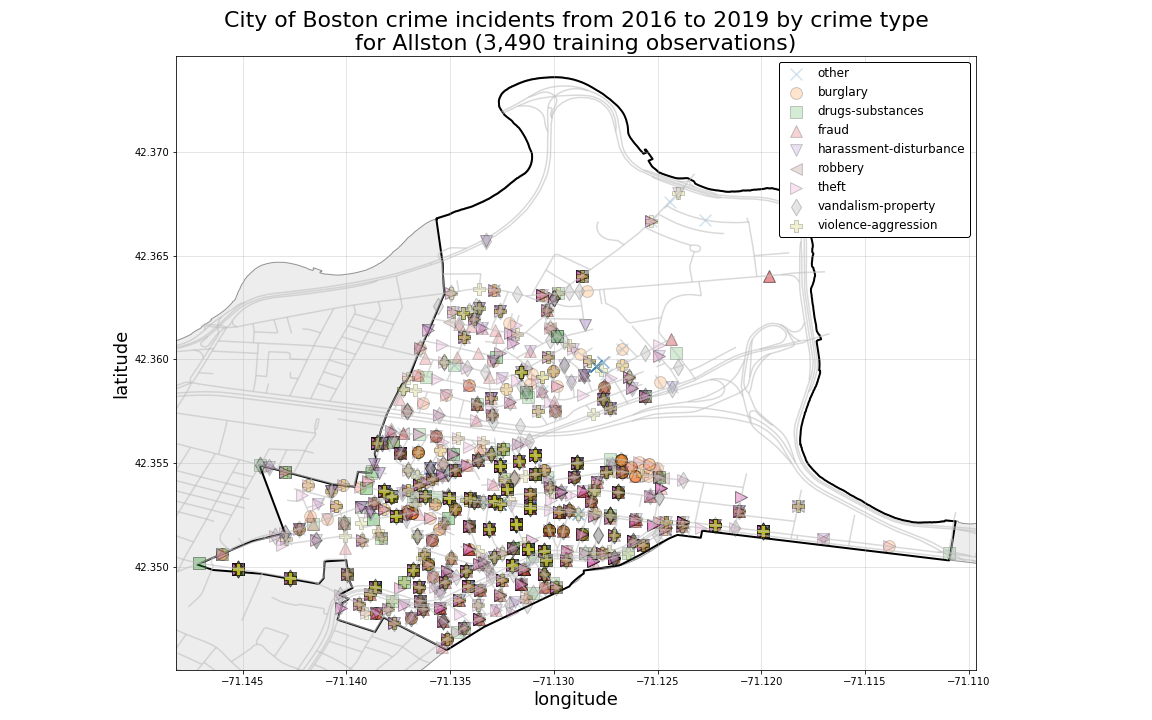 City of Boston crime incidents from 2016 to 2019 by crime type
for Allston (3,490 training observations)
other
burglary
drugs-substances
fraud
harassment-disturbance
robbery
theft
vandalism-property
violence-aggression
latitude
42.370
42.365
42.360
42.355
42.350
−71.145
−71.140
−71.135
−71.130
−71.125
−71.120
−71.115
−71.110
longitude